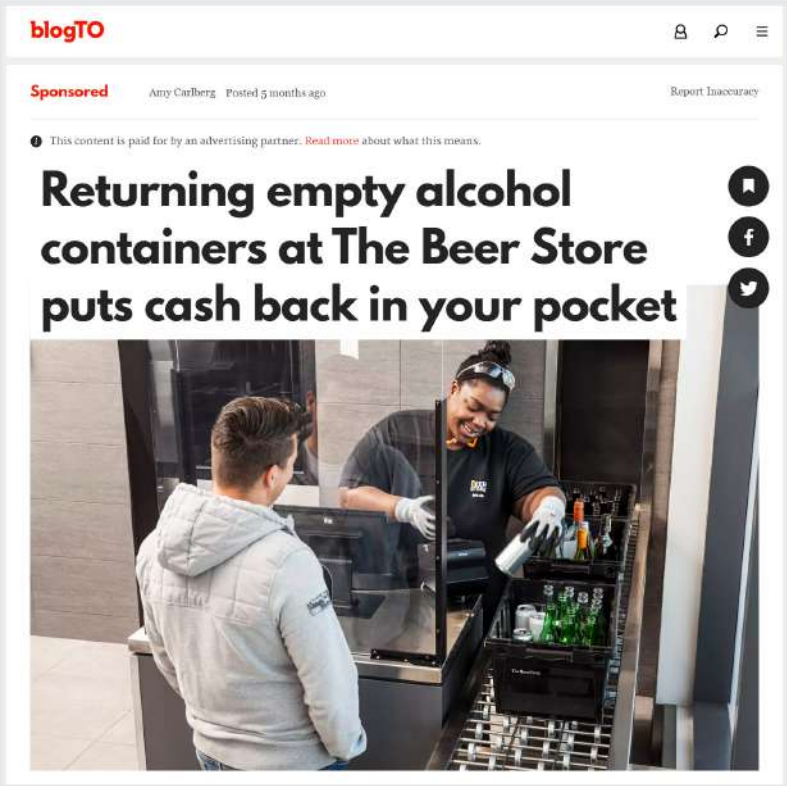 blogTO
Sponsored Amy Carlberg Posted 5 months ago Report Inaccuracy
This content is paid for by an advertising partner. Read more about what this means.
Returning empty alcohol
containers at The Beer Store
puts cash back in your pocket